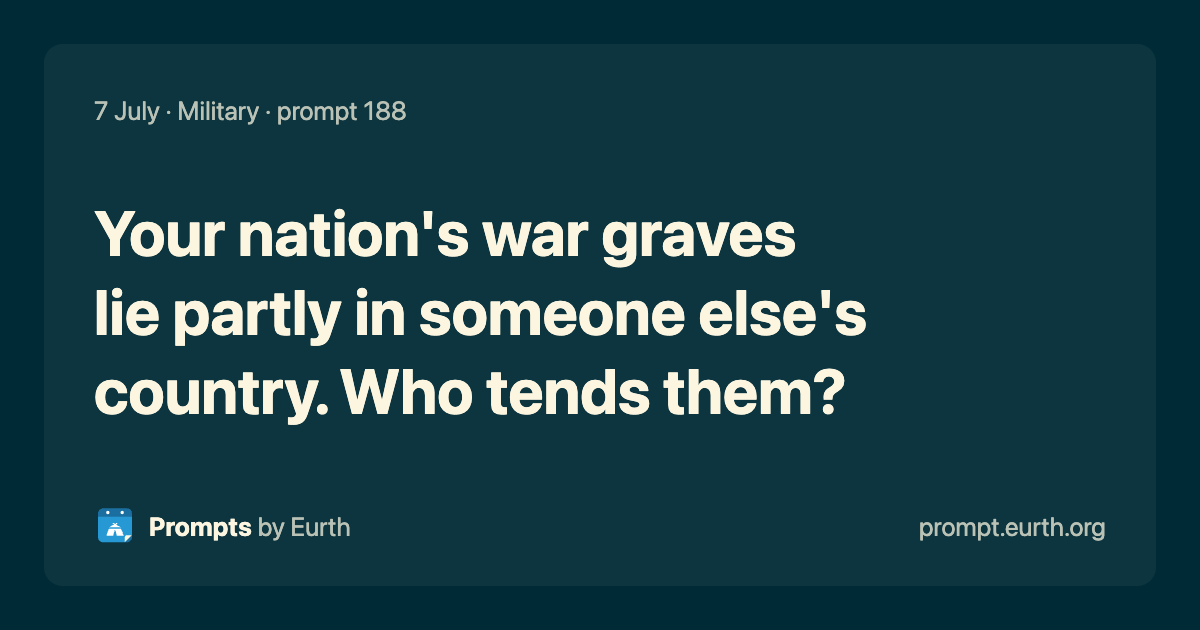 7 July · Military · prompt 188
Your nation's war graves
lie partly in someone else's
country. Who tends them?
Prompts by Eurth
prompt.eurth.org